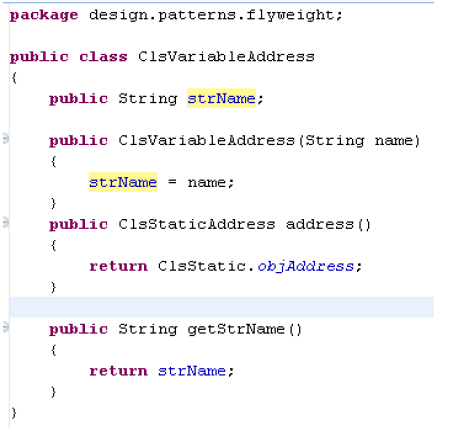 package design.patterns.flyweight;
public class ClsVariableAddress
{
public String strName;
public ClsVariableAddress(String name)
{
strName = name;
}
public ClsStaticAddress address()
{
return ClsStatic.objAddress;
}
public String getStrName()
{
return strName;
}
}